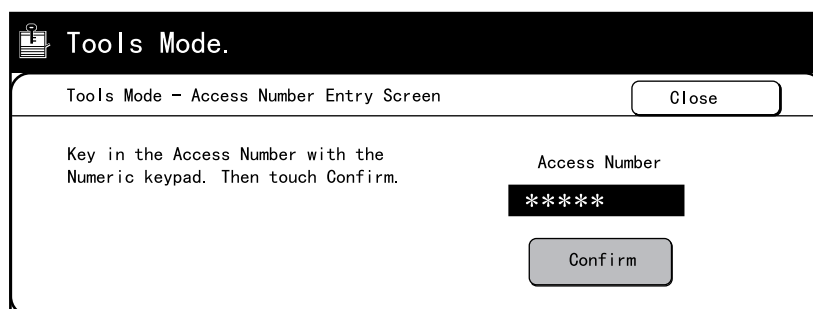 Tools Mode.
Tools Mode - Access Number Entry Screen
Close
Key in the Access Number with the
Numeric keypad. Then touch Confirm.
Access Number
*****
Confirm